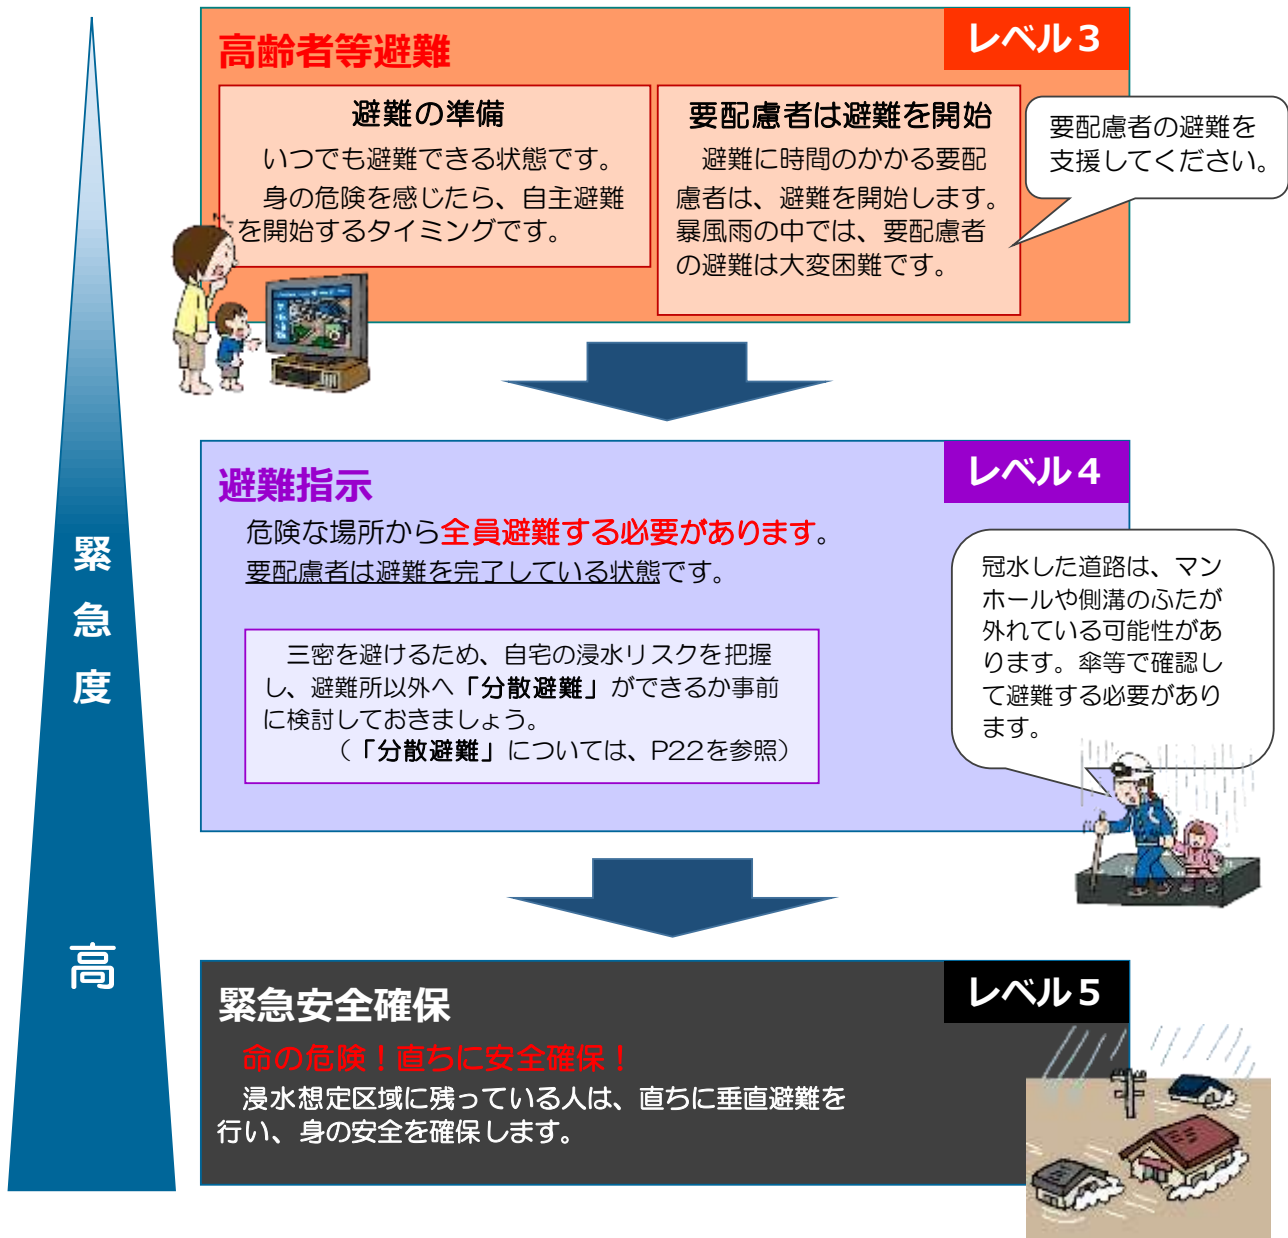 高齢者等避難
レベル３
避難の準備
いつでも避難できる状態です。
身の危険を感じたら、自主避難
を開始するタイミングです。
要配慮者は避難を開始
避難に時間のかかる要配
慮者は、避難を開始します。
暴風雨の中では、要配慮者
の避難は大変困難です。
要配慮者の避難を
支援してください。
避難指示
レベル４
危険な場所から全員避難する必要があります。
要配慮者は避難を完了している状態です。
三密を避けるため、自宅の浸水リスクを把握
し、避難所以外へ「分散避難」ができるか事前
に検討しておきましょう。
（「分散避難」については、P22を参照）
冠水した道路は、マン
ホールや側溝のふたが
外れている可能性があ
ります。傘等で確認し
て避難する必要があり
ます。
緊急安全確保
レベル５
命の危険！直ちに安全確保！
浸水想定区域に残っている人は、直ちに垂直避難を
行い、身の安全を確保します。
緊急度
高